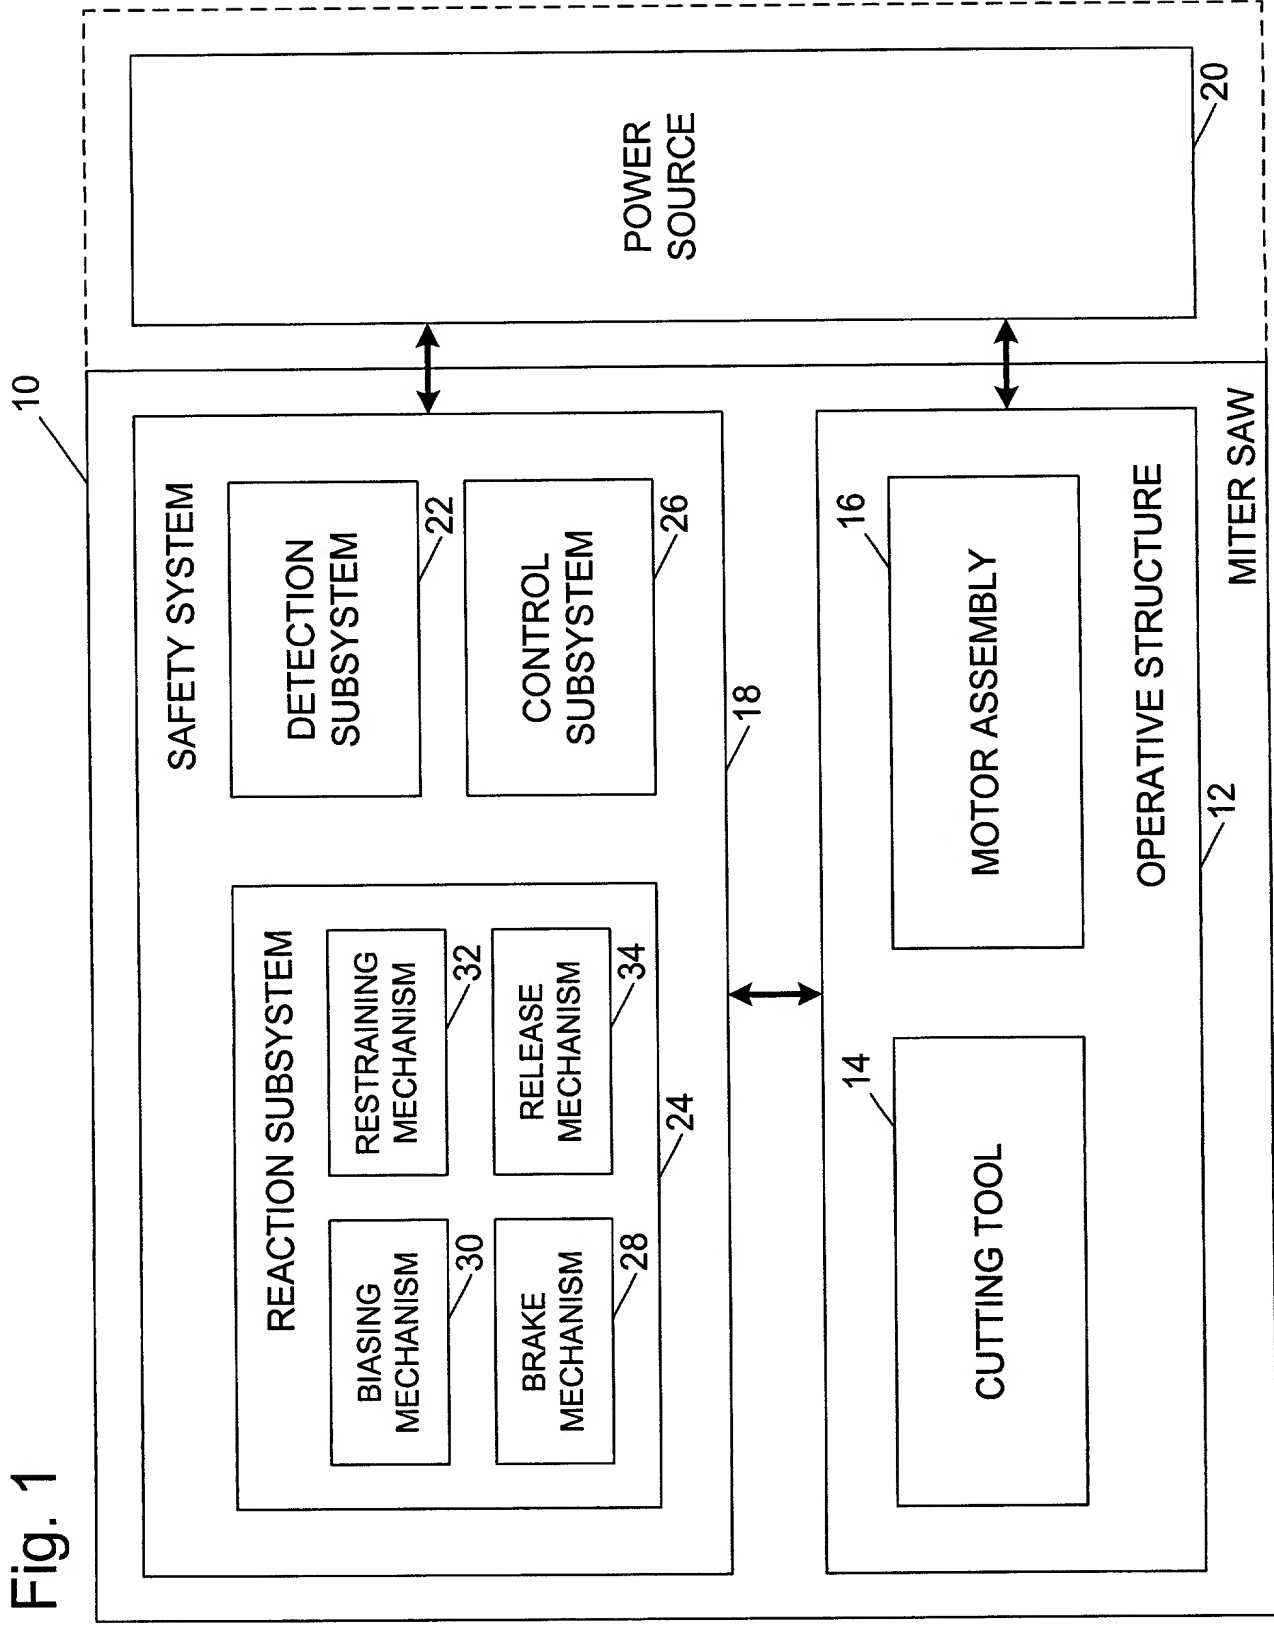 Fig. 1
10
SAFETY SYSTEM
REACTION SUBSYSTEM
BIASING
MECHANISM
30
RESTRAINING
MECHANISM
32
BRAKE
MECHANISM
28
RELEASE
MECHANISM
34
24
DETECTION
SUBSYSTEM
22
CONTROL
SUBSYSTEM
26
18
CUTTING TOOL
14
MOTOR ASSEMBLY
16
OPERATIVE STRUCTURE
12
MITER SAW
POWER
SOURCE
20